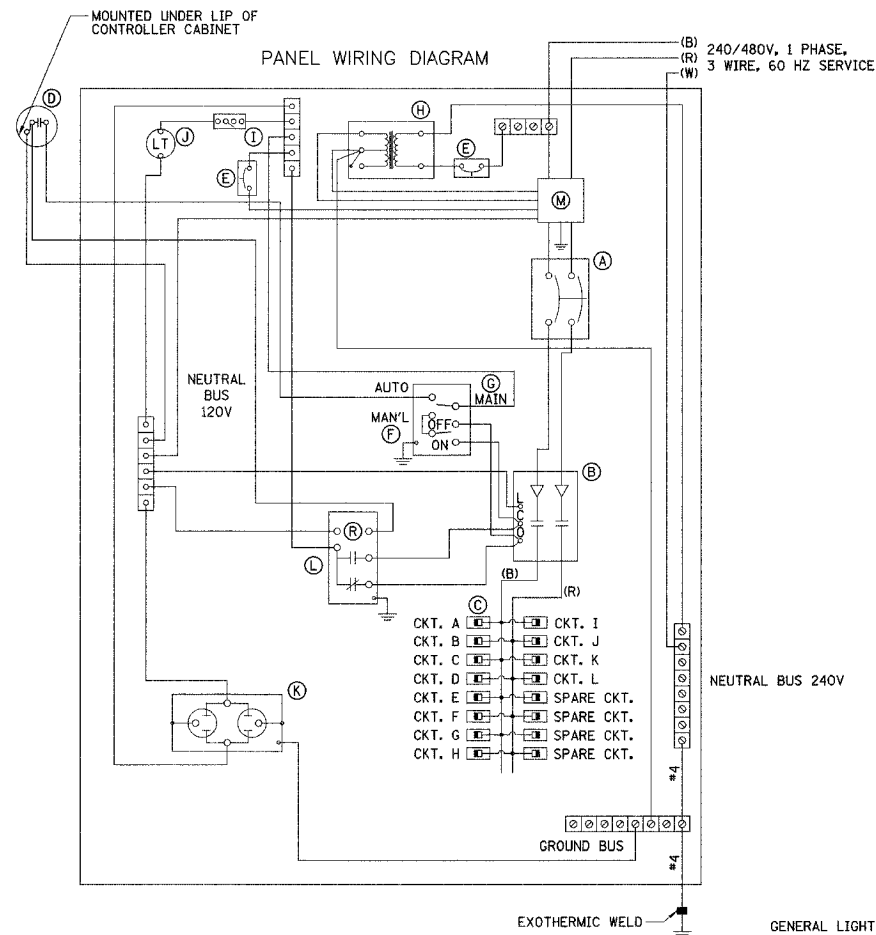 MOUNTED UNDER LIP OF
CONTROLLER CABINET
PANEL WIRING DIAGRAM
(B)
(R)
(W)
240/480V, 1 PHASE,
3 WIRE, 60 HZ SERVICE
D
H
LT
J
I
E
E
M
A
NEUTRAL
BUS
120V
AUTO
G
MAIN
MAN'L
OFF
F
ON
B
L
C
O
R
L
(B)
(R)
C
CKT. A
CKT. I
CKT. B
CKT. J
CKT. C
CKT. K
CKT. D
CKT. L
CKT. E
SPARE CKT.
CKT. F
SPARE CKT.
CKT. G
SPARE CKT.
CKT. H
SPARE CKT.
NEUTRAL BUS 240V
K
#4
GROUND BUS
#4
EXOTHERMIC WELD
GENERAL LIGHT